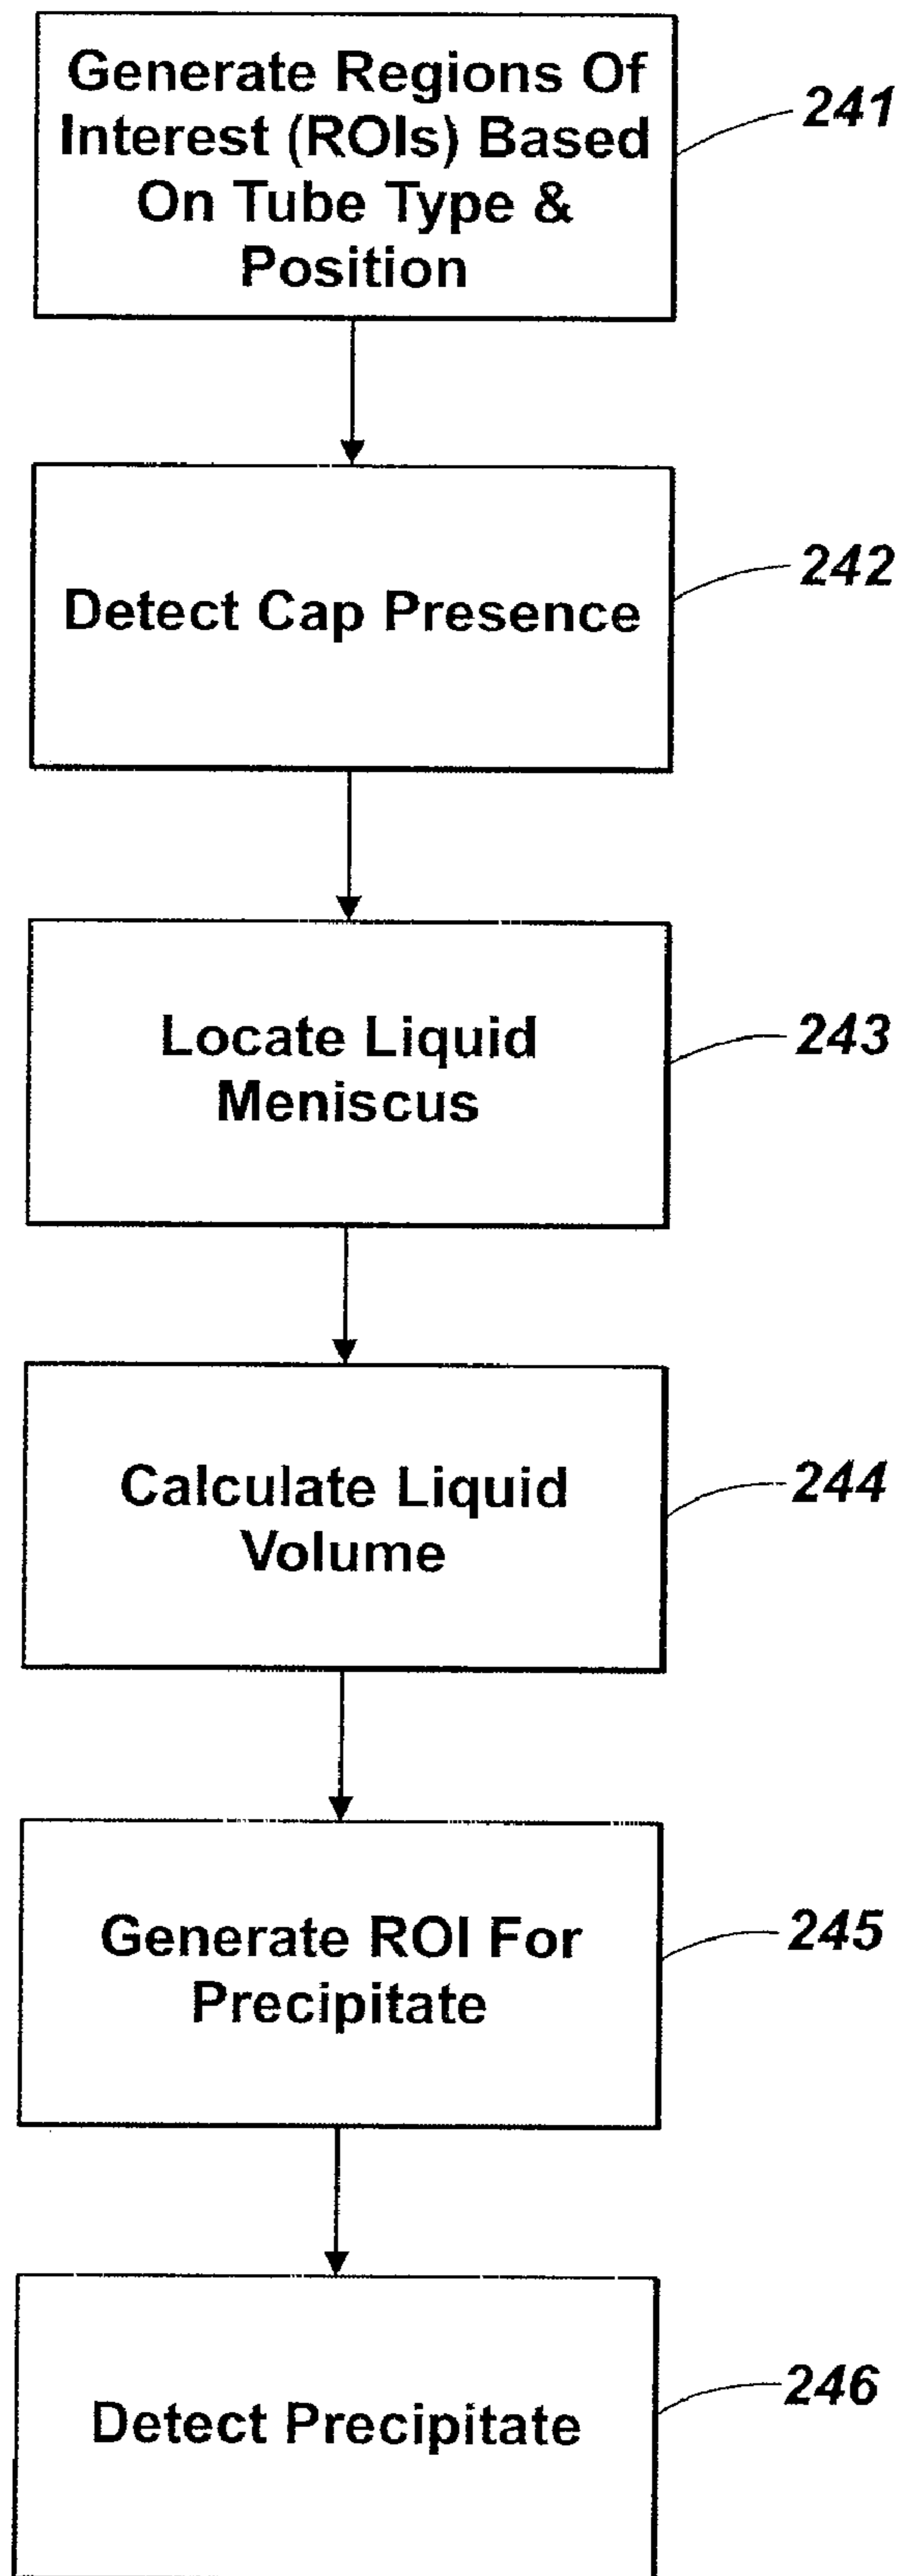 Generate Regions Of
Interest (ROIs) Based
On Tube Type &
Position
241
Detect Cap Presence
242
Locate Liquid
Meniscus
243
Calculate Liquid
Volume
244
Generate ROI For
Precipitate
245
Detect Precipitate
246